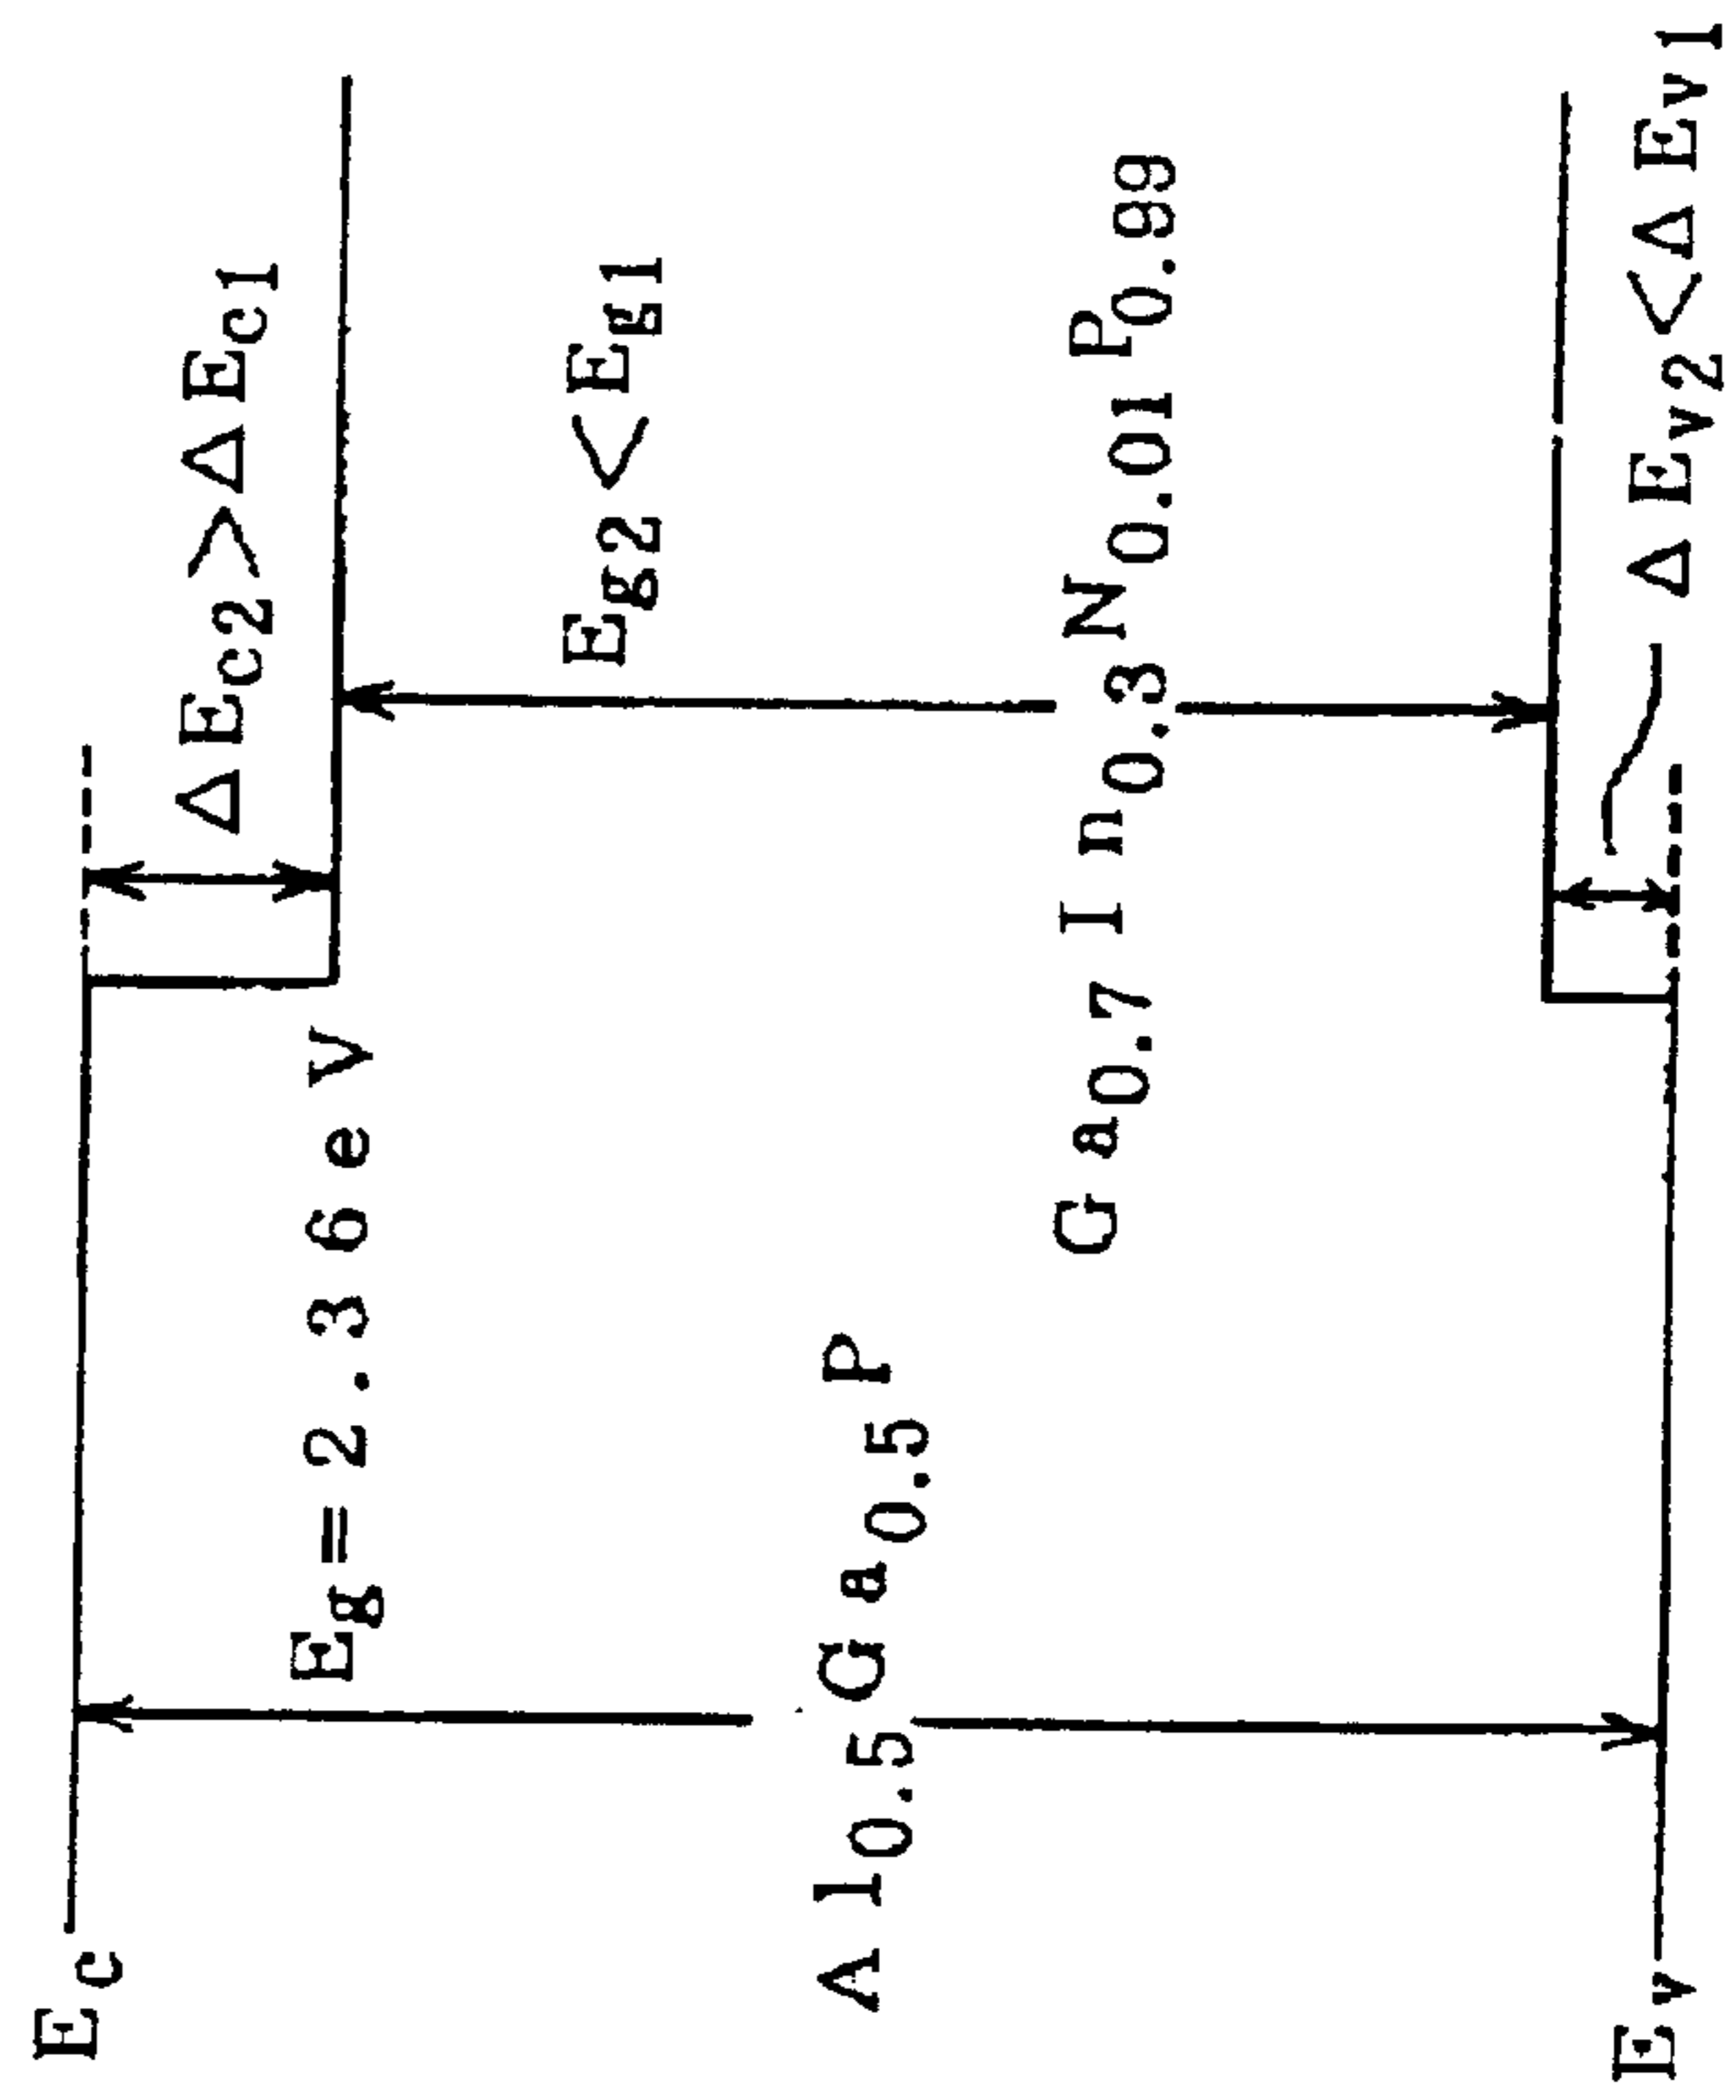 Ec
ΔEc2>ΔEc1
Eg=2.36eV
Eg2<Eg1
Al0.5Ga0.5P
Ga0.7In0.3N0.01P0.99
Ev
ΔEv2<ΔEv1